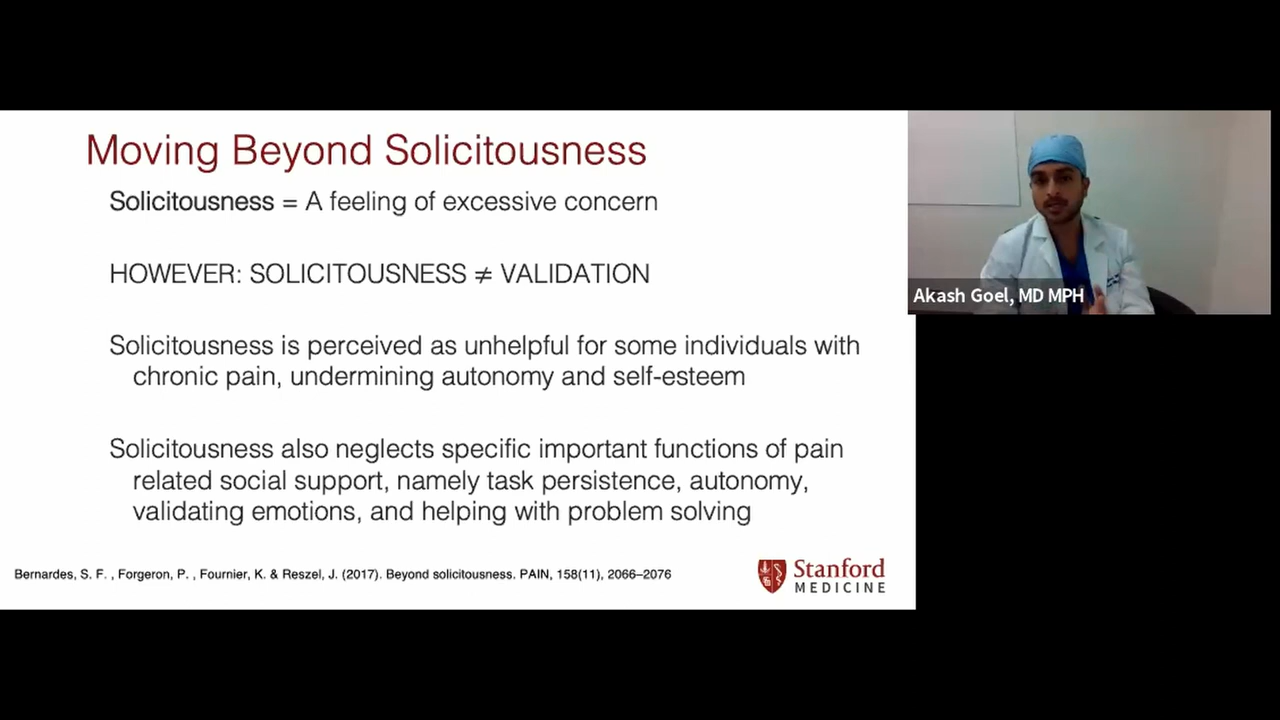 Moving Beyond Solicitousness
Solicitousness = A feeling of excessive concern
HOWEVER: SOLICITOUSNESS ≠ VALIDATION
Solicitousness is perceived as unhelpful for some individuals with
chronic pain, undermining autonomy and self-esteem
Solicitousness also neglects specific important functions of pain
related social support, namely task persistence, autonomy,
validating emotions, and helping with problem solving
Bernardes, S. F. , Forgeron, P. , Fournier, K. & Reszel, J. (2017). Beyond solicitousness. PAIN, 158(11), 2066–2076
Stanford
MEDICINE
Akash Goel, MD MPH